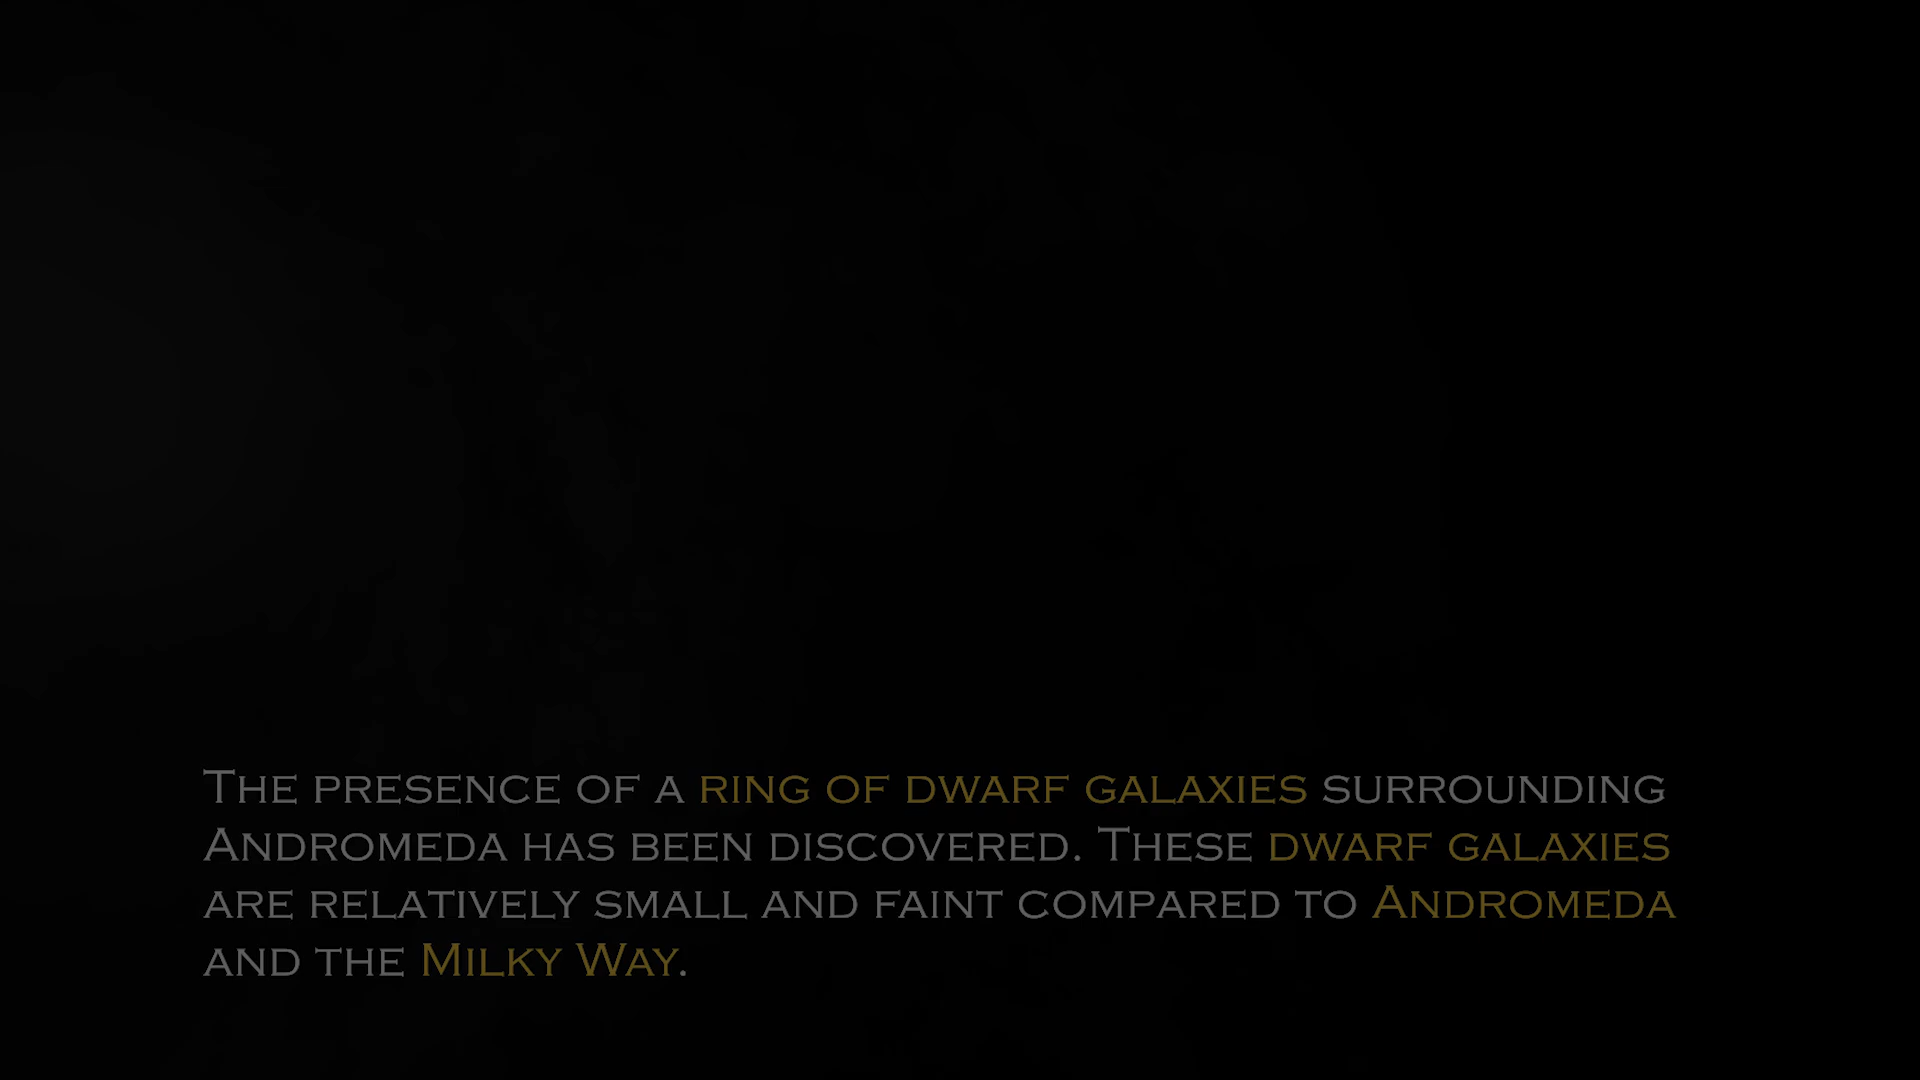 The presence of a ring of dwarf galaxies surrounding
Andromeda has been discovered. These dwarf galaxies
are relatively small and faint compared to Andromeda
and the Milky Way.